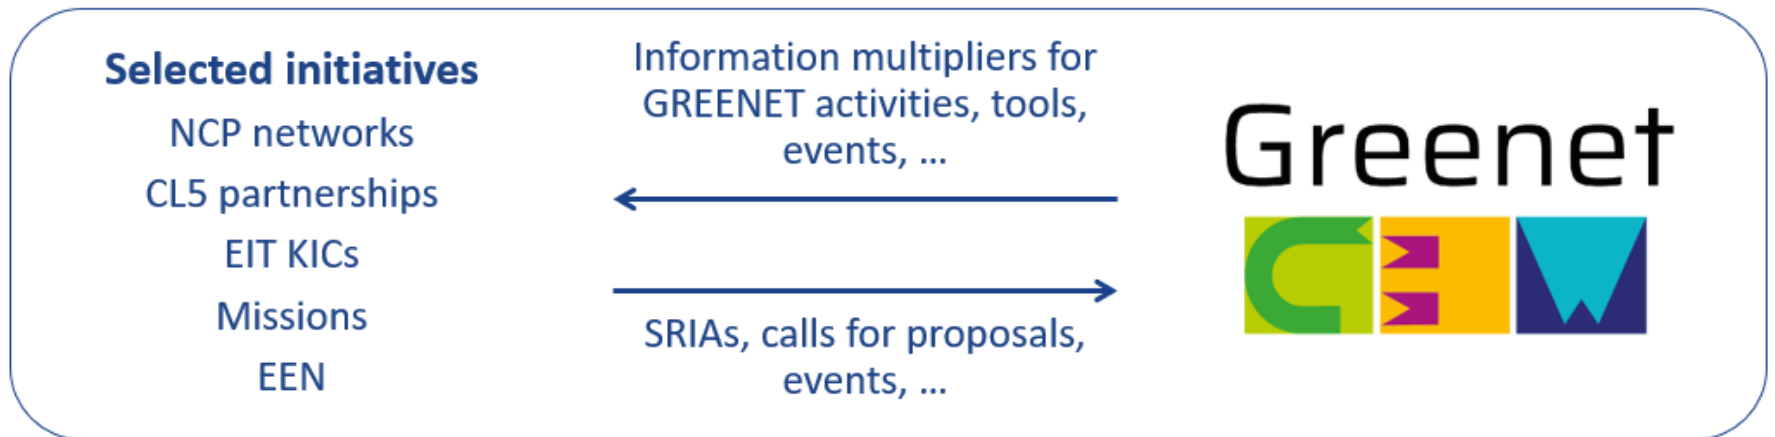 Selected initiatives
NCP networks
CL5 partnerships
EIT KICs
Missions
EEN
Information multipliers for
GREENET activities, tools,
events, ...
SRIAs, calls for proposals,
events, ...
Greenet